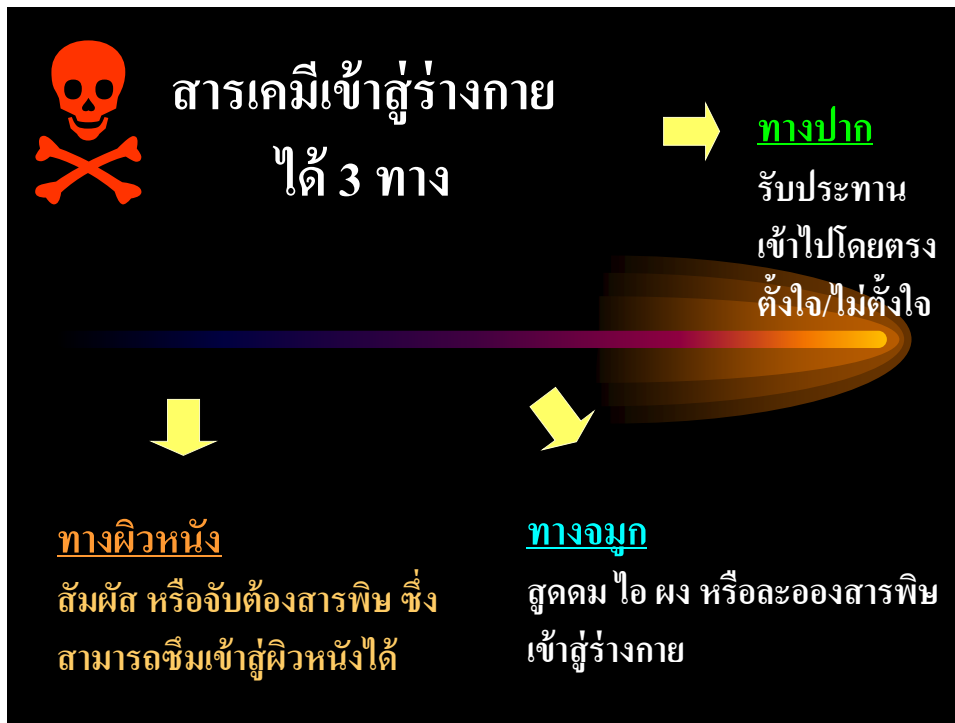 สารเคมีเข้าสู่ร่างกาย
ได้ 3 ทาง
ทางปาก
รับประทาน
เข้าไปโดยตรง
ตั้งใจ/ไม่ตั้งใจ
ทางผิวหนัง
สัมผัส หรือจับต้องสารพิษ ซึ่ง
สามารถซึมเข้าสู่ผิวหนังได้
ทางจมูก
สูดดม ไอ ผง หรือละอองสารพิษ
เข้าสู่ร่างกาย